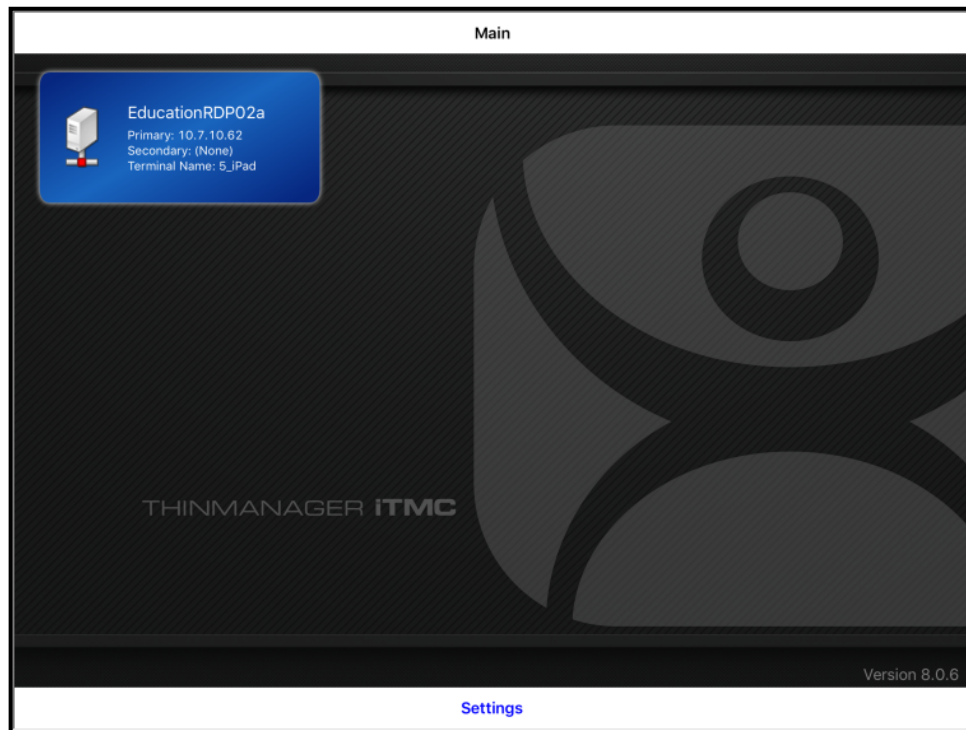 Main
EducationRDP02a
Primary: 10.7.10.62
Secondary: (None)
Terminal Name: 5_iPad
THINMANAGER iTMC
Version 8.0.6
Settings